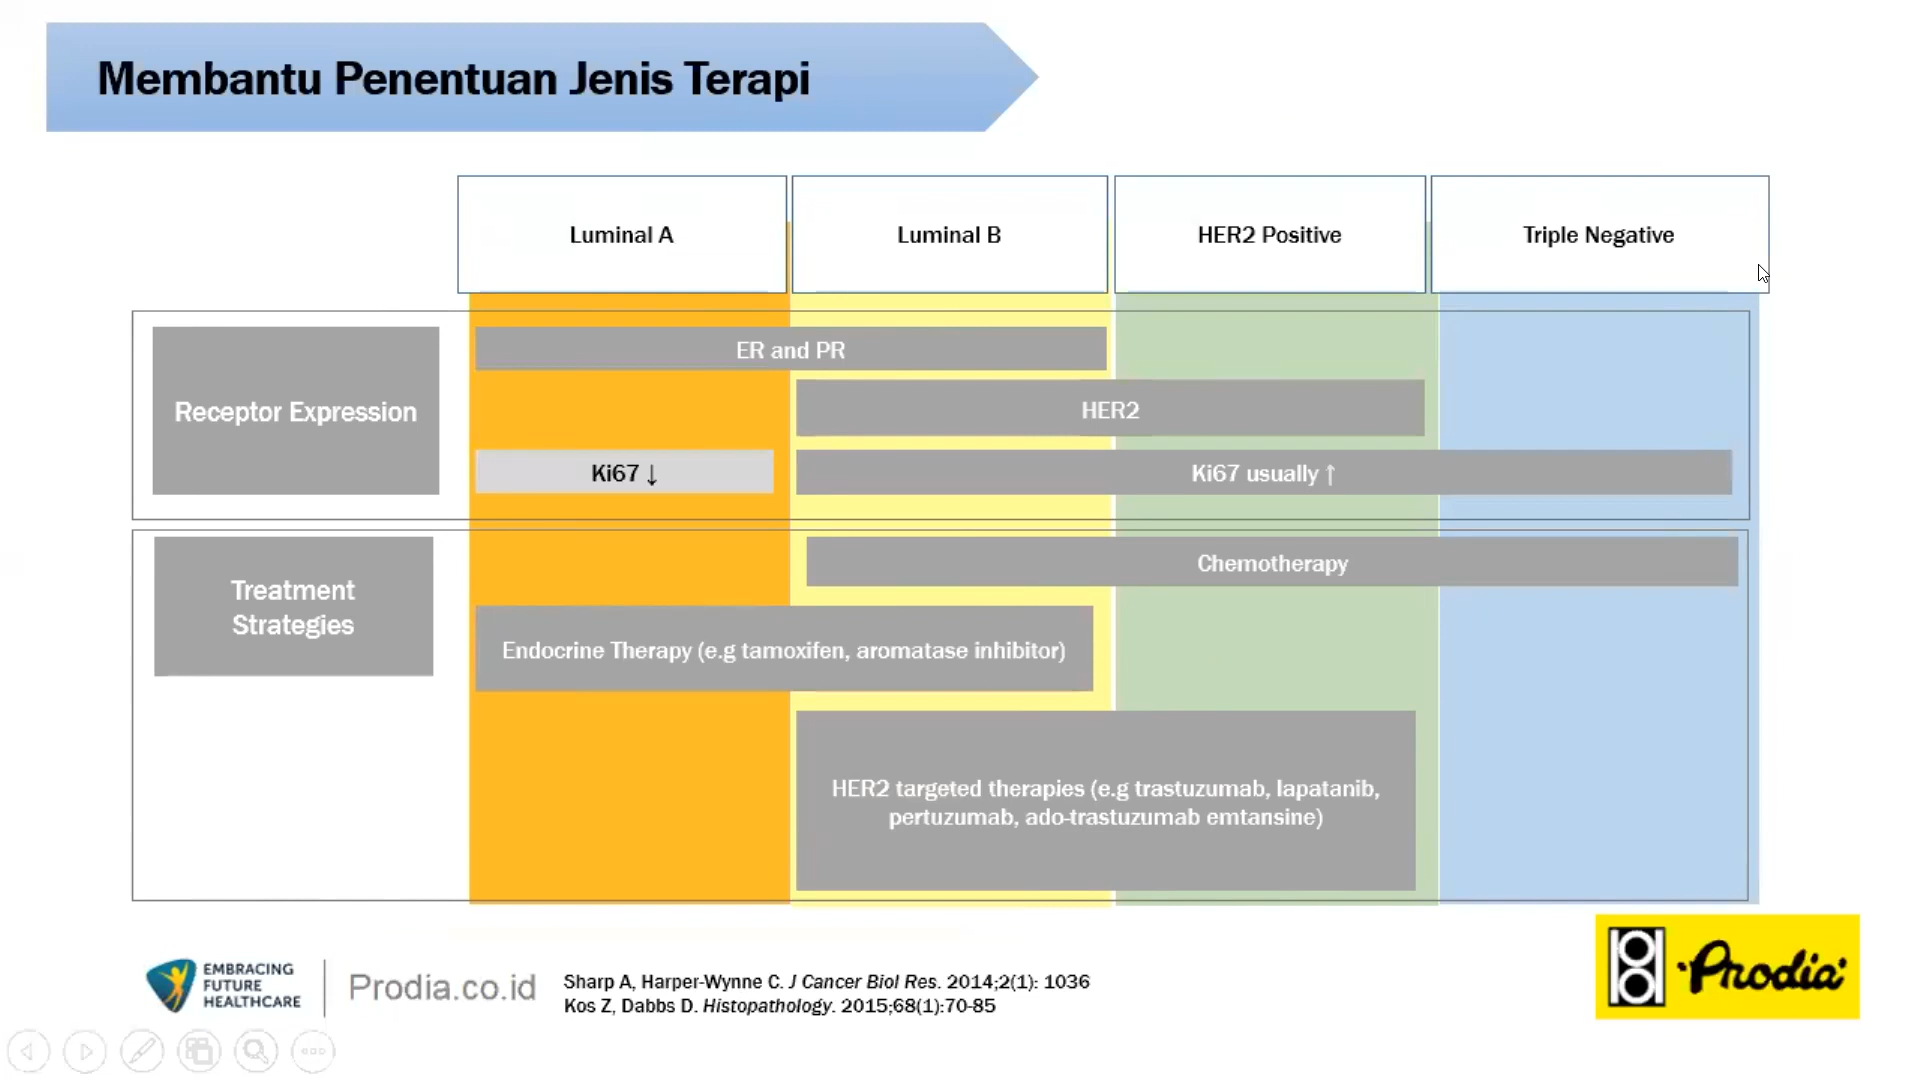 Membantu Penentuan Jenis Terapi
Luminal A
Luminal B
HER2 Positive
Triple Negative
Receptor Expression
ER and PR
HER2
Ki67 ↓
Ki67 usually ↑
Treatment
Strategies
Chemotherapy
Endocrine Therapy (e.g tamoxifen, aromatase inhibitor)
HER2 targeted therapies (e.g trastuzumab, lapatanib,
pertuzumab, ado-trastuzumab emtansine)
EMBRACING
FUTURE
HEALTHCARE
Prodia.co.id
Sharp A, Harper-Wynne C. J Cancer Biol Res. 2014;2(1): 1036
Kos Z, Dabbs D. Histopathology. 2015;68(1):70-85
Prodia